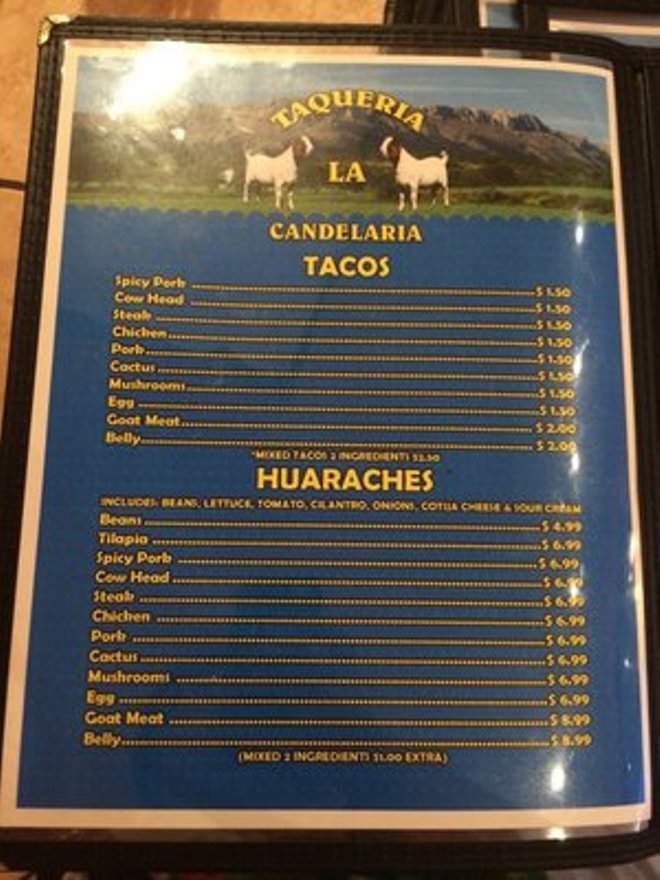 TAQUERIA
LA
CANDELARIA
TACOS
Spicy Pork $ 1.50
Cow Head $ 1.50
Steak $ 1.50
Chicken $ 1.50
Pork $ 1.50
Cactus $ 1.50
Mushrooms $ 1.50
Egg $ 1.50
Goat Meat $ 2.00
Belly $ 2.00
*MIXED TACOS 2 INGREDIENTS $2.50
HUARACHES
INCLUDES: BEANS, LETTUCE, TOMATO, CILANTRO, ONIONS, COTIJA CHEESE & SOUR CREAM
Beans $ 4.99
Tilapia $ 6.99
Spicy Pork $ 6.99
Cow Head $ 6.99
Steak $ 6.99
Chicken $ 6.99
Pork $ 6.99
Cactus $ 6.99
Mushrooms $ 6.99
Egg $ 6.99
Goat Meat $ 8.99
Belly $ 8.99
(MIXED 2 INGREDIENTS $1.00 EXTRA)